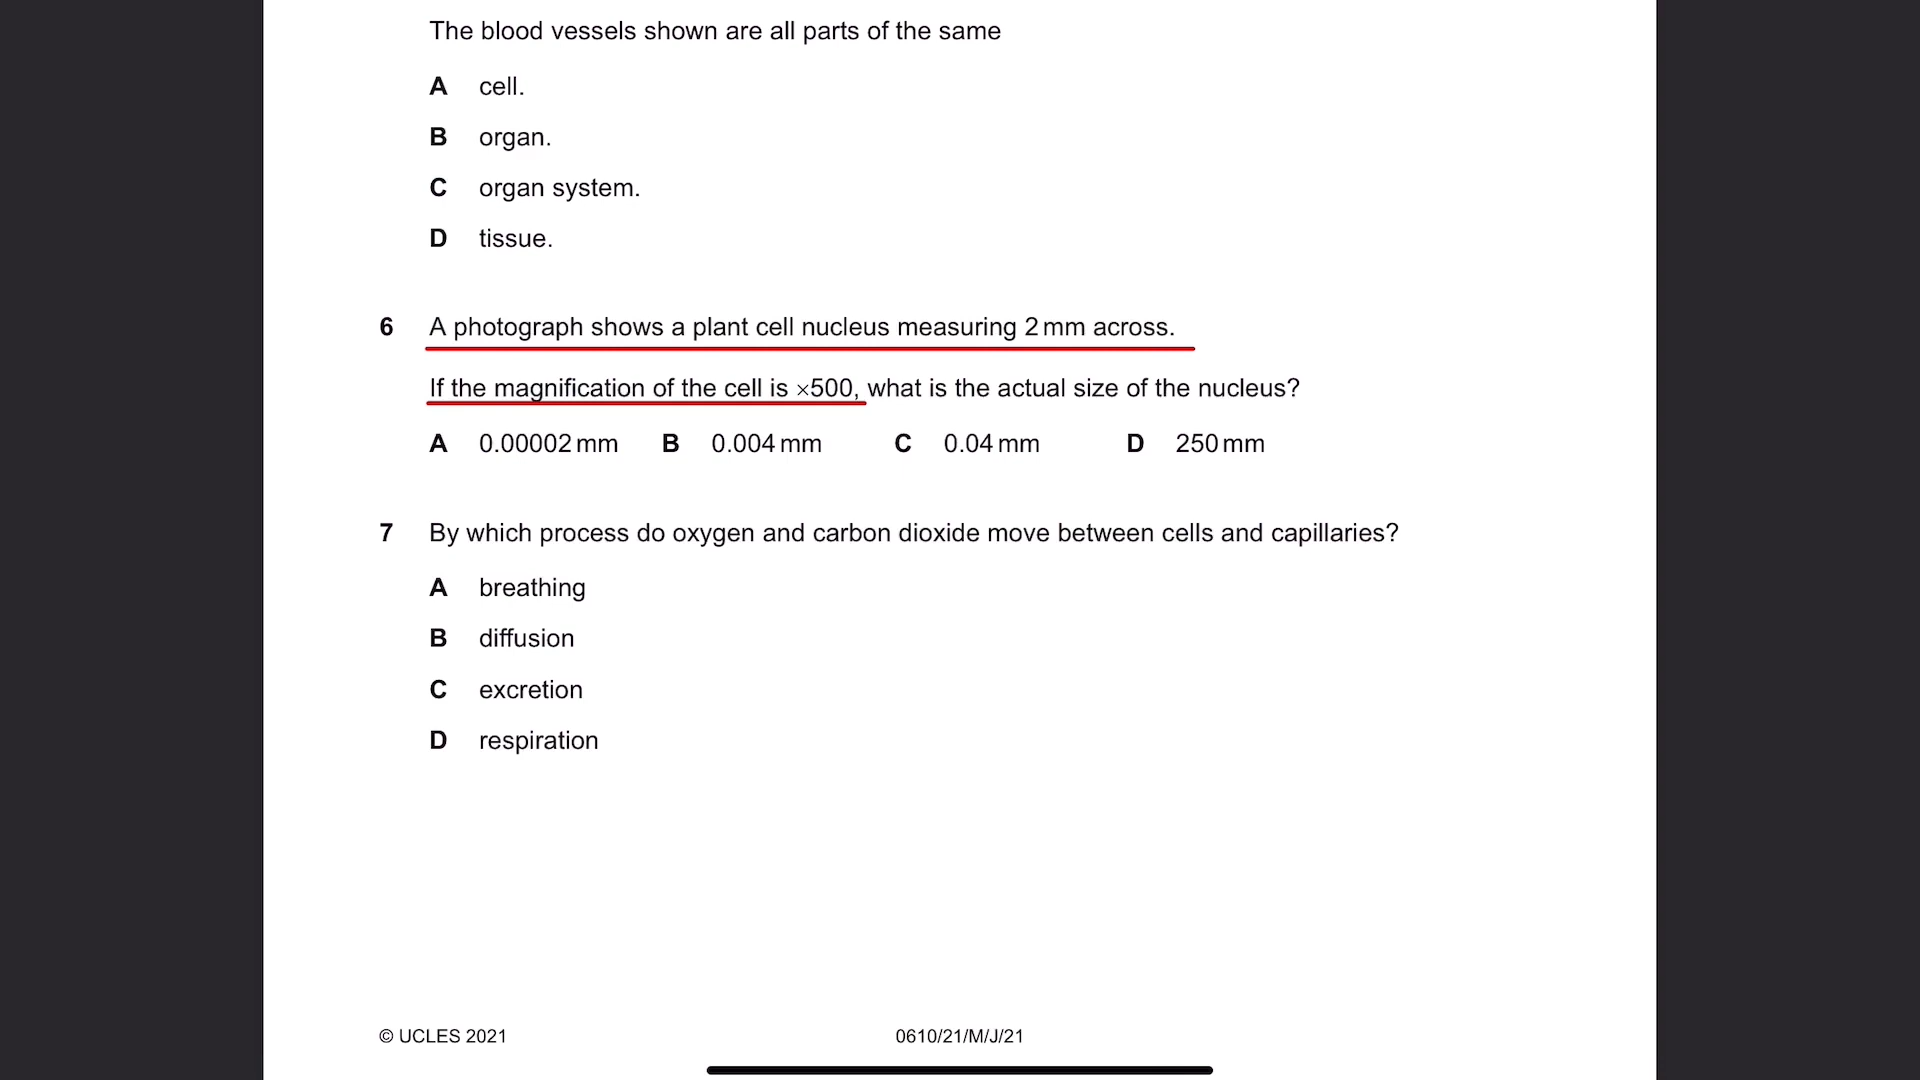 The blood vessels shown are all parts of the same
A cell.
B organ.
C organ system.
D tissue.
6 A photograph shows a plant cell nucleus measuring 2 mm across.
If the magnification of the cell is ×500, what is the actual size of the nucleus?
A 0.00002 mm B 0.004 mm C 0.04 mm D 250 mm
7 By which process do oxygen and carbon dioxide move between cells and capillaries?
A breathing
B diffusion
C excretion
D respiration
© UCLES 2021 0610/21/M/J/21